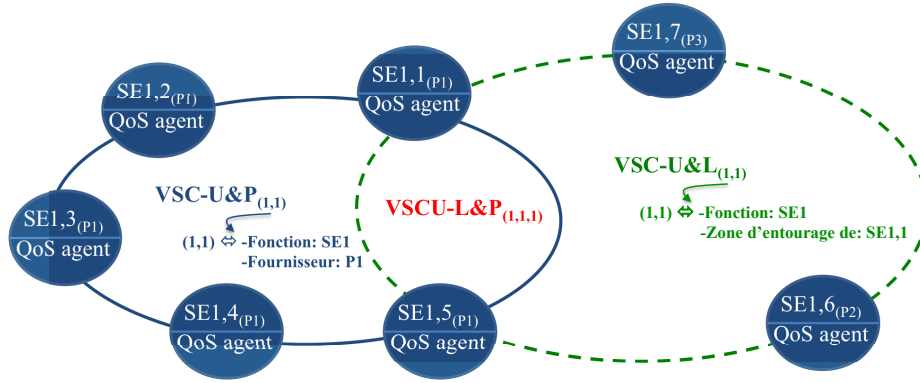 SE1,7(P3)
QoS agent
SE1,1(P1)
QoS agent
SE1,2(P1)
QoS agent
VSC-U&L(1,1)
(1,1) ⇔ -Fonction: SE1
-Zone d'entourage de: SE1,1
VSC-U&P(1,1)
(1,1) ⇔ -Fonction: SE1
-Fournisseur: P1
VSCU-L&P(1,1,1)
SE1,3(P1)
QoS agent
SE1,4(P1)
QoS agent
SE1,5(P1)
QoS agent
SE1,6(P2)
QoS agent